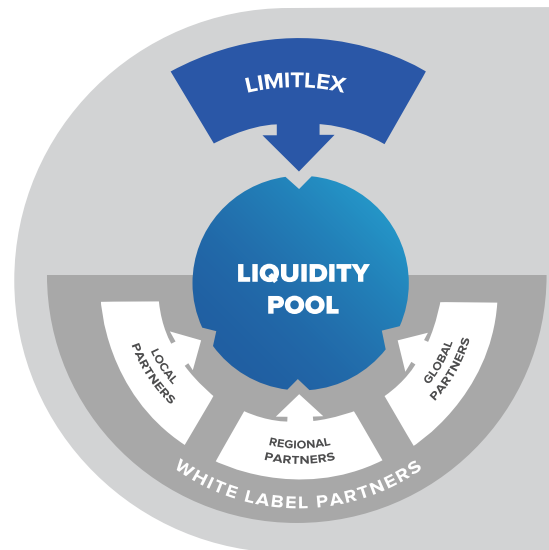 LIMITLEX
LIQUIDITY
POOL
LOCAL
PARTNERS
GLOBAL
PARTNERS
REGIONAL
PARTNERS
WHITE LABEL PARTNERS